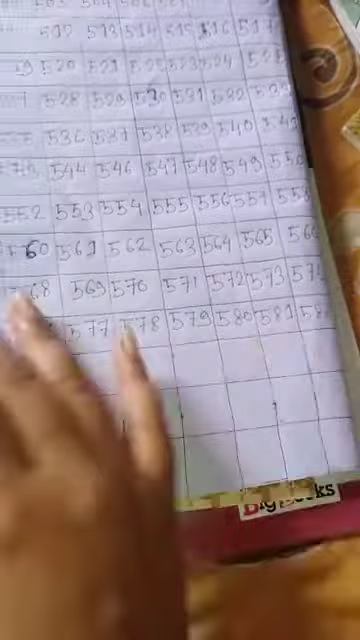 512 513 514 515 516 517
520 521 522 523 524 525
528 529 530 531 532 533
536 537 538 539 540 541
544 546 547 548 549 550
552 553 554 555 556 557 558
560 561 562 563 564 565 566
568 569 570 571 572 573 574
577 578 579 580 581 582